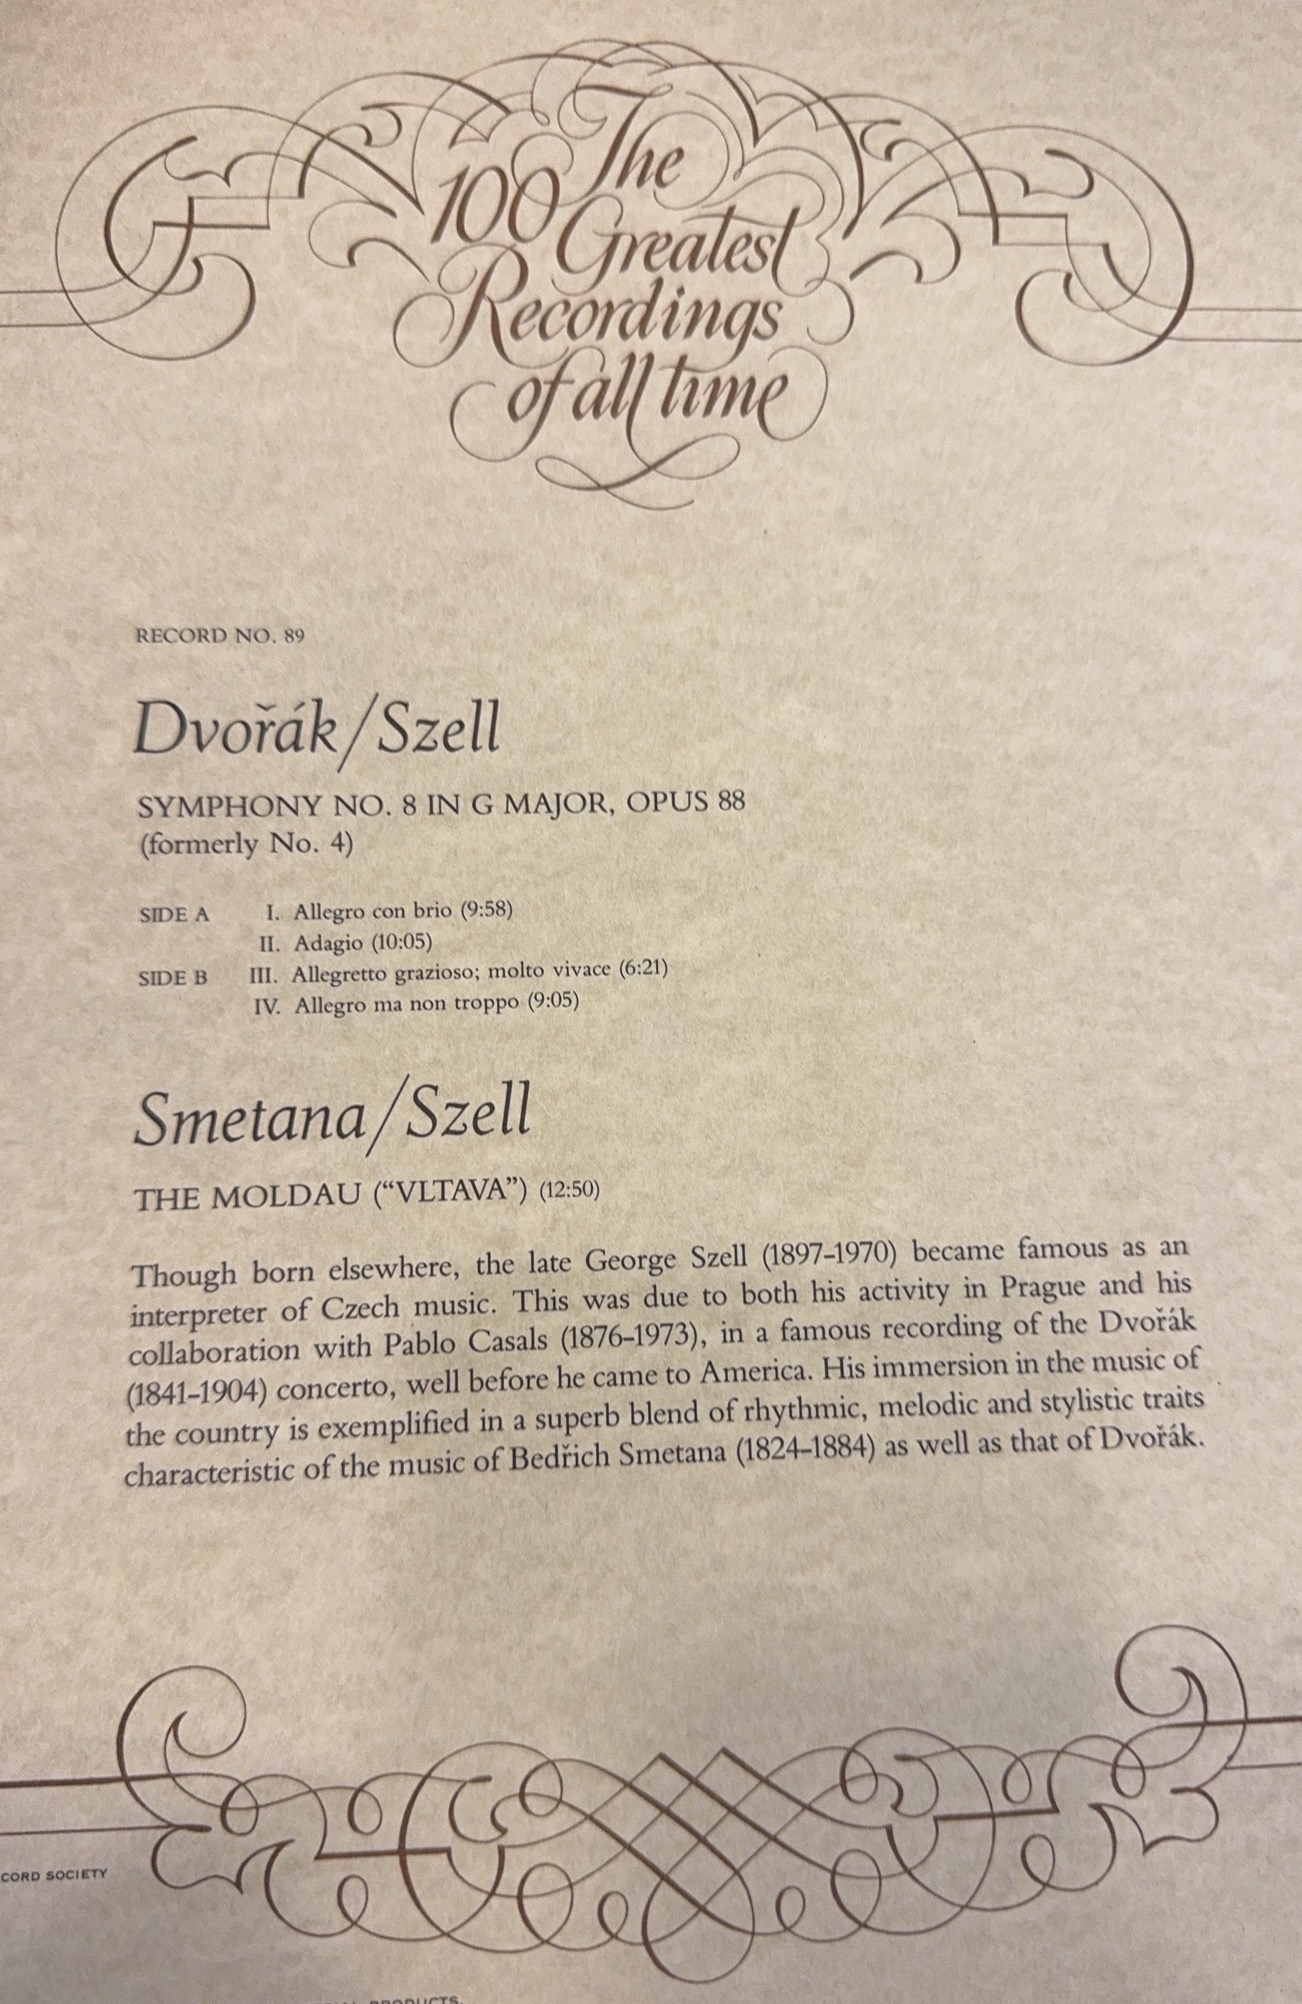 The
100 Greatest
Recordings
of all time
RECORD NO. 89
Dvořák/Szell
SYMPHONY NO. 8 IN G MAJOR, OPUS 88
(formerly No. 4)
SIDE A I. Allegro con brio (9:58)
II. Adagio (10:05)
SIDE B III. Allegretto grazioso; molto vivace (6:21)
IV. Allegro ma non troppo (9:05)
Smetana/Szell
THE MOLDAU (“VLTAVA”) (12:50)
Though born elsewhere, the late George Szell (1897–1970) became famous as an
interpreter of Czech music. This was due to both his activity in Prague and his
collaboration with Pablo Casals (1876–1973), in a famous recording of the Dvořák
(1841–1904) concerto, well before he came to America. His immersion in the music of
the country is exemplified in a superb blend of rhythmic, melodic and stylistic traits
characteristic of the music of Bedřich Smetana (1824–1884) as well as that of Dvořák.
CORD SOCIETY
PRODUCTS.